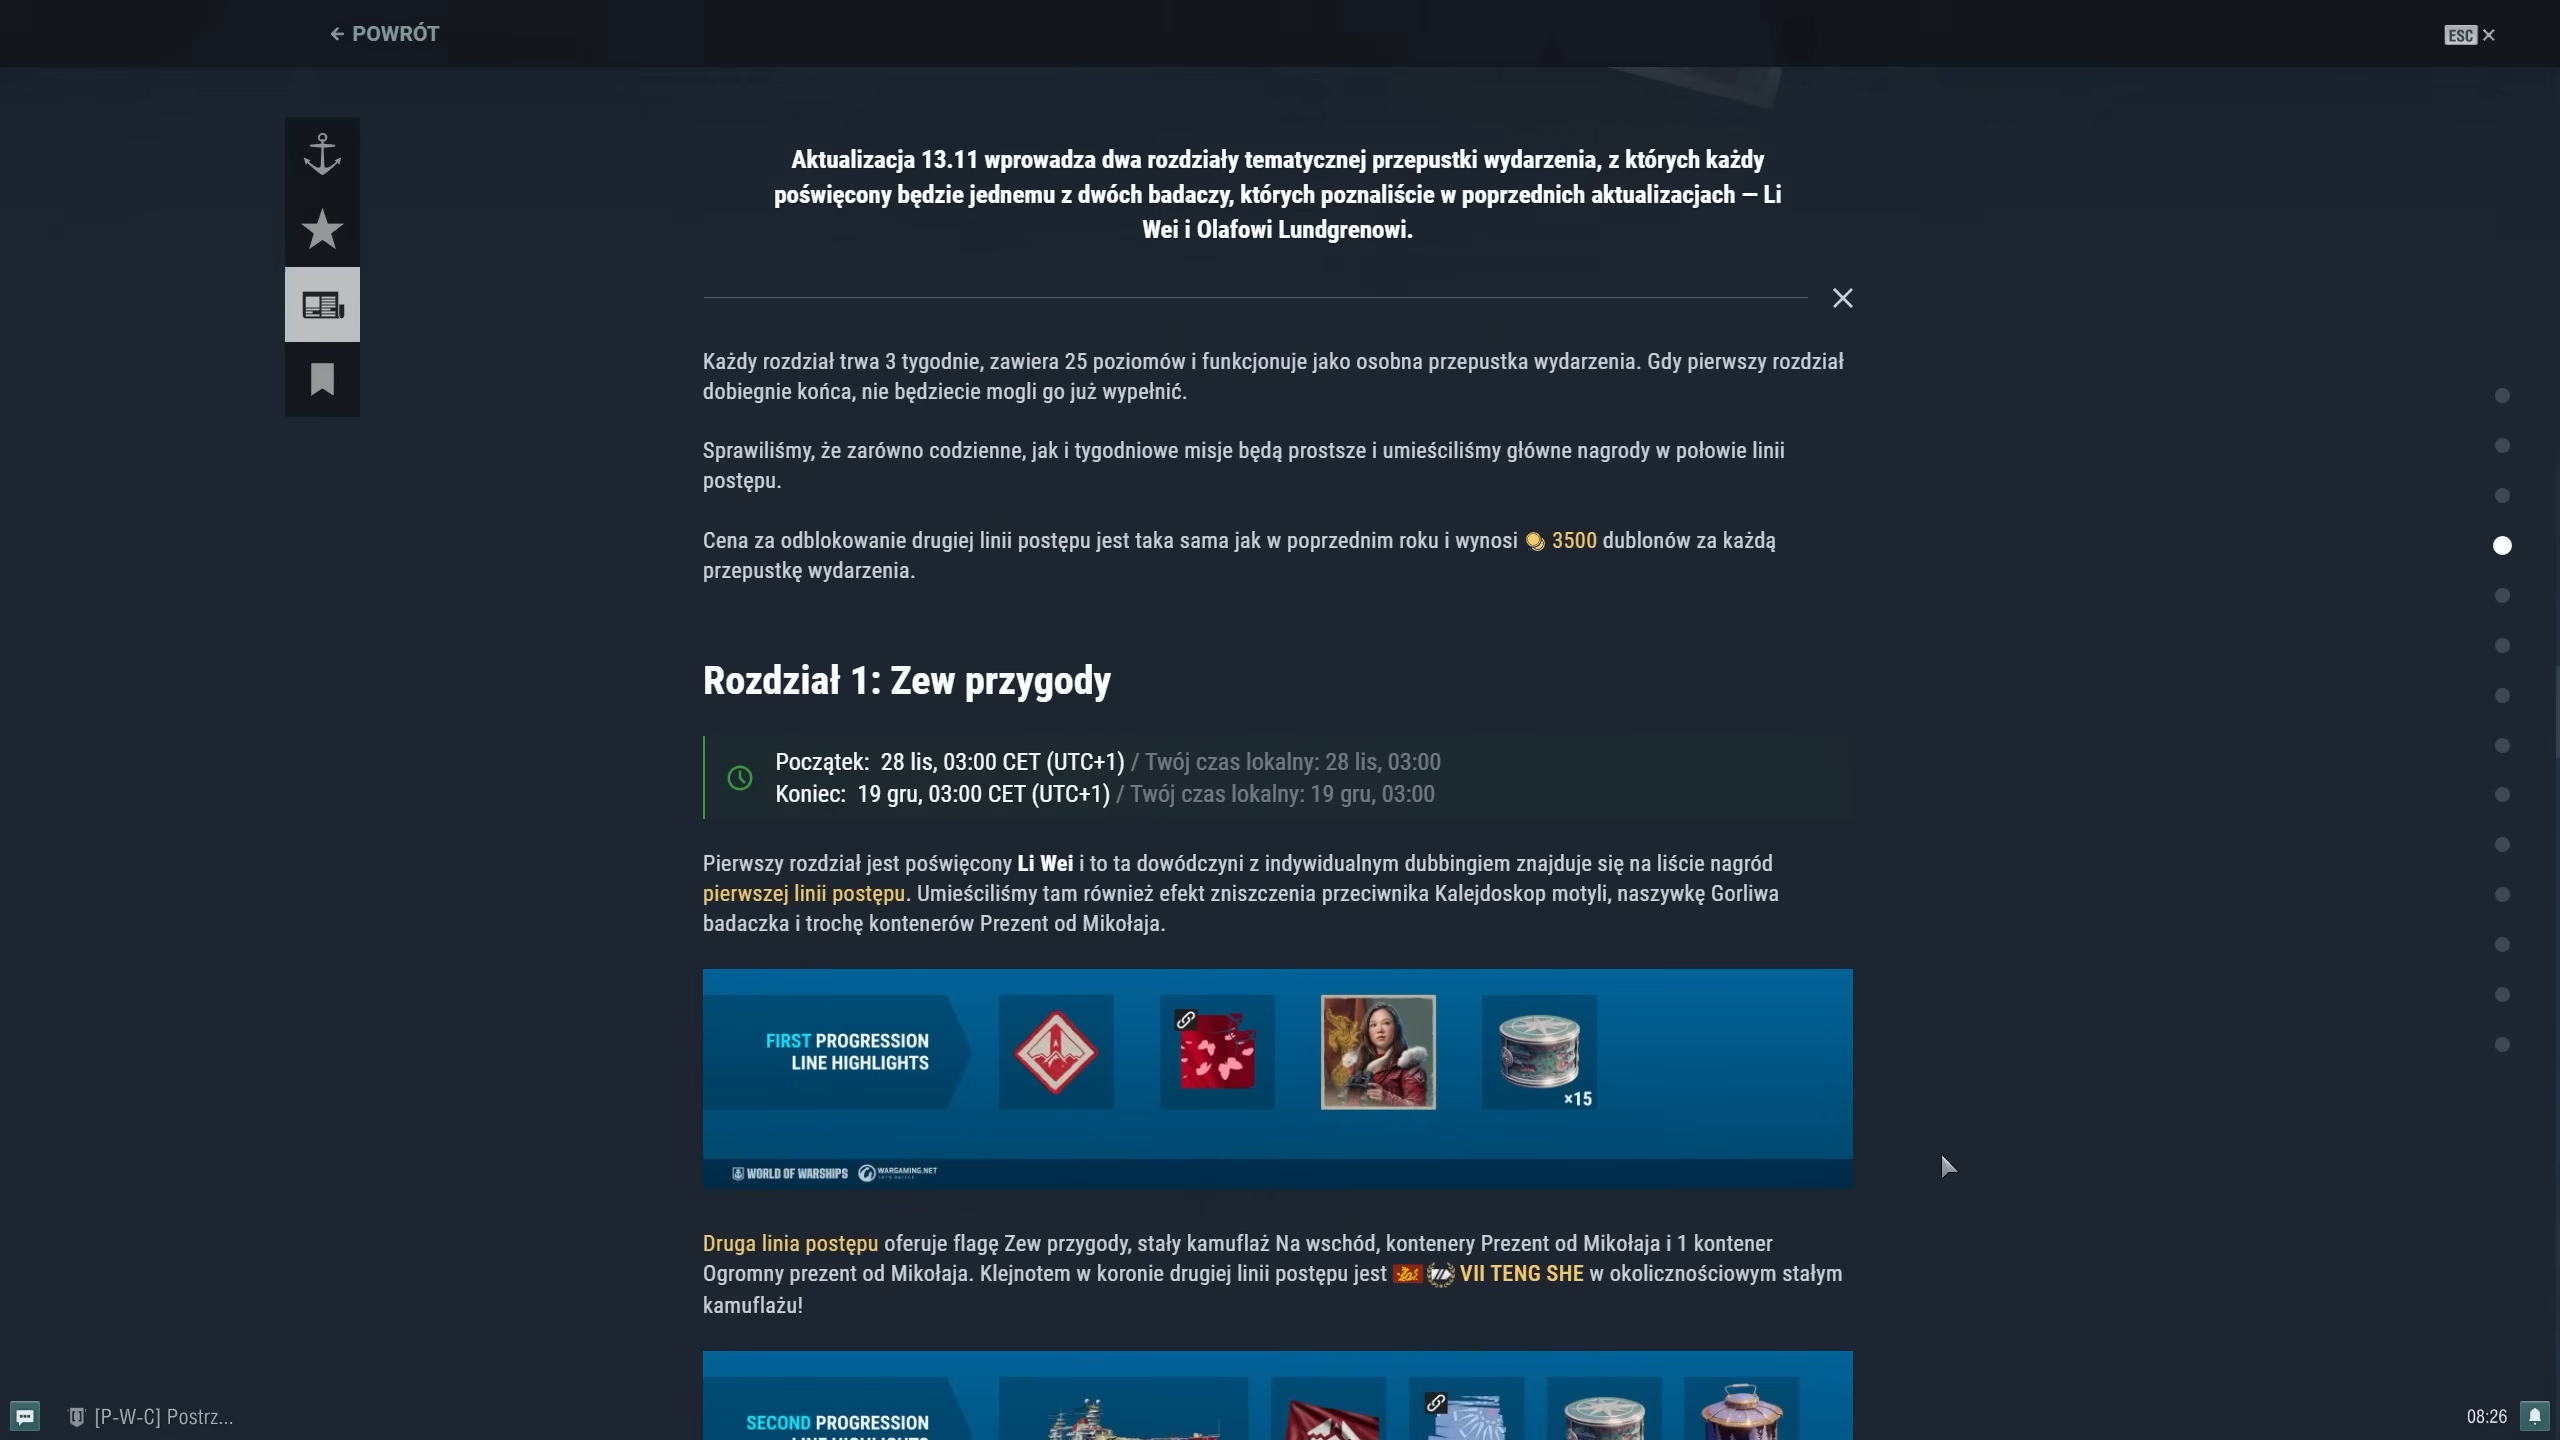 POWRÓT
ESC
Aktualizacja 13.11 wprowadza dwa rozdziały tematycznej przepustki wydarzenia, z których każdy
poświęcony będzie jednemu z dwóch badaczy, których poznaliście w poprzednich aktualizacjach — Li
Wei i Olafowi Lundgrenowi.
Każdy rozdział trwa 3 tygodnie, zawiera 25 poziomów i funkcjonuje jako osobna przepustka wydarzenia. Gdy pierwszy rozdział
dobiegnie końca, nie będziecie mogli go już wypełnić.
Sprawiliśmy, że zarówno codzienne, jak i tygodniowe misje będą prostsze i umieściliśmy główne nagrody w połowie linii
postępu.
Cena za odblokowanie drugiej linii postępu jest taka sama jak w poprzednim roku i wynosi 3500 dublonów za każdą
przepustkę wydarzenia.
Rozdział 1: Zew przygody
Początek: 28 lis, 03:00 CET (UTC+1) / Twój czas lokalny: 28 lis, 03:00
Koniec: 19 gru, 03:00 CET (UTC+1) / Twój czas lokalny: 19 gru, 03:00
Pierwszy rozdział jest poświęcony Li Wei i to ta dowódczyni z indywidualnym dubbingiem znajduje się na liście nagród
pierwszej linii postępu. Umieściliśmy tam również efekt zniszczenia przeciwnika Kalejdoskop motyli, naszywkę Gorliwa
badaczka i trochę kontenerów Prezent od Mikołaja.
FIRST PROGRESSION
LINE HIGHLIGHTS
×15
WORLD OF WARSHIPS WARGAMING.NET
Druga linia postępu oferuje flagę Zew przygody, stały kamuflaż Na wschód, kontenery Prezent od Mikołaja i 1 kontener
Ogromny prezent od Mikołaja. Klejnotem w koronie drugiej linii postępu jest VII TENG SHE w okolicznościowym stałym
kamuflażu!
SECOND PROGRESSION
LINE HIGHLIGHTS
[P-W-C] Postrz...
08:26